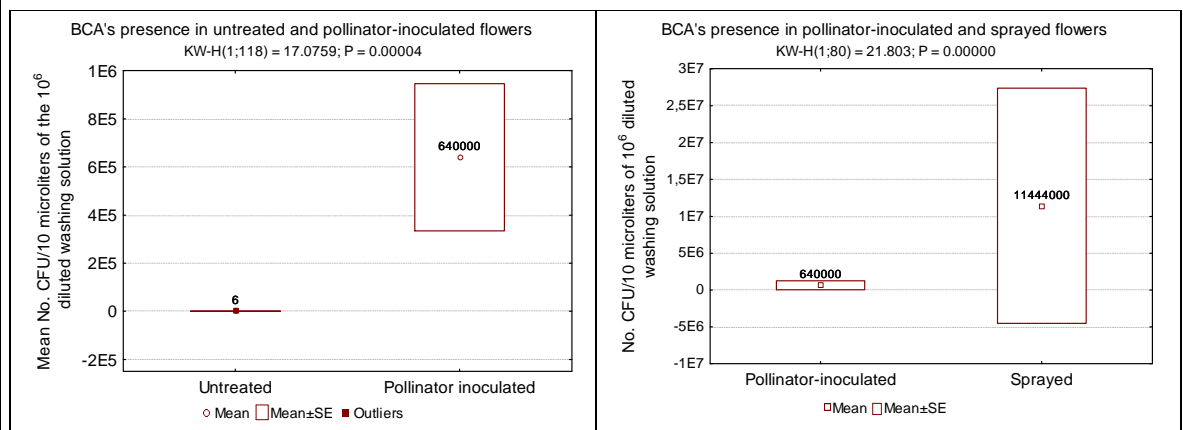 BCA's presence in untreated and pollinator-inoculated flowers
KW-H(1;118) = 17.0759; P = 0.00004
Mean No. CFU/10 microliters of the 10⁶
diluted washing solution
1E6
8E5
6E5
4E5
2E5
0
-2E5
640000
6
Untreated
Pollinator inoculated
Mean Mean±SE Outliers
BCA's presence in pollinator-inoculated and sprayed flowers
KW-H(1;80) = 21.803; P = 0.00000
No. CFU/10 microliters of 10⁶ diluted
washing solution
3E7
2,5E7
2E7
1,5E7
1E7
5E6
0
-5E6
-1E7
11444000
640000
Pollinator-inoculated
Sprayed
Mean Mean±SE